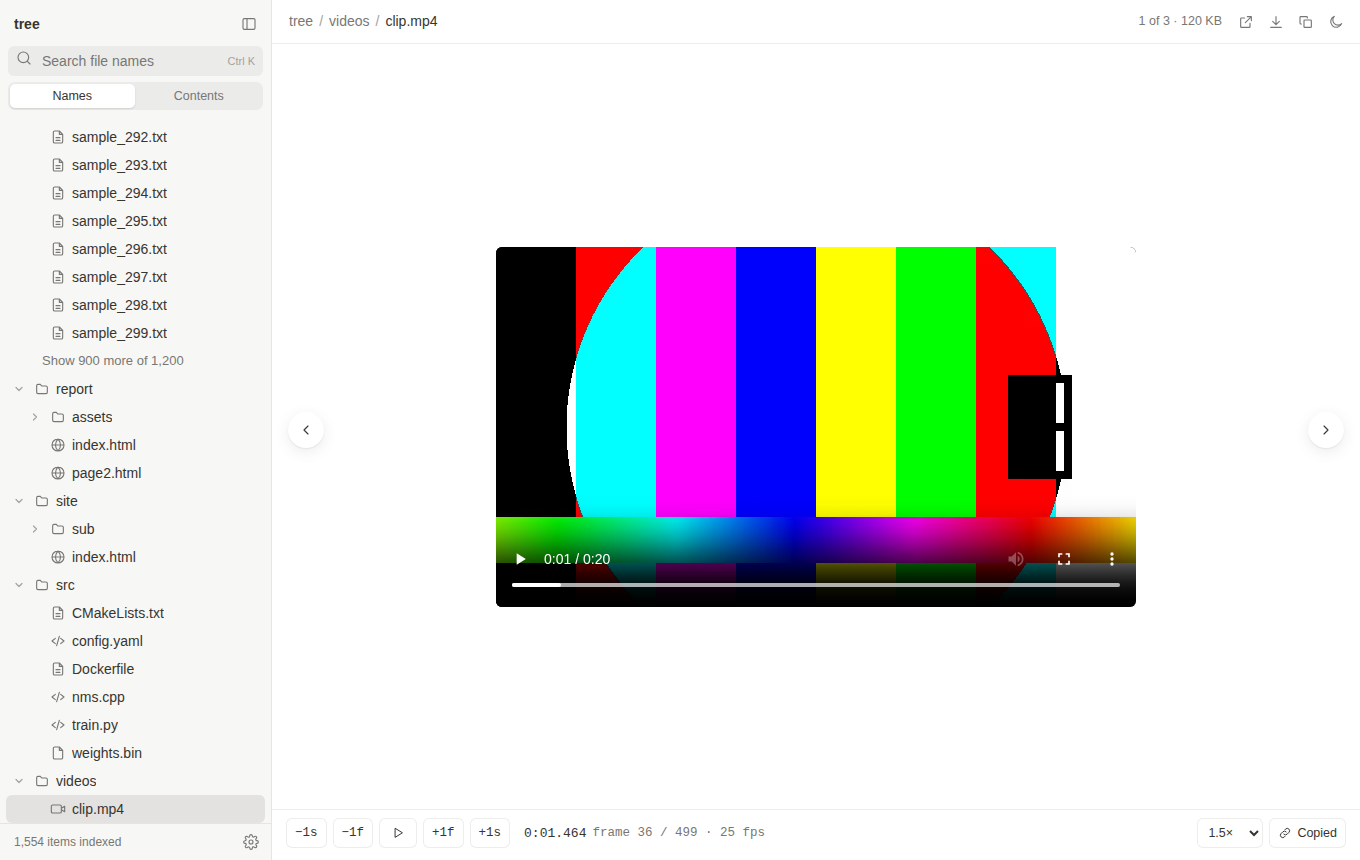 tree
Search file names
Ctrl K
Names
Contents
sample_292.txt
sample_293.txt
sample_294.txt
sample_295.txt
sample_296.txt
sample_297.txt
sample_298.txt
sample_299.txt
Show 900 more of 1,200
report
assets
index.html
page2.html
site
sub
index.html
src
CMakeLists.txt
config.yaml
Dockerfile
nms.cpp
train.py
weights.bin
videos
clip.mp4
1,554 items indexed
tree / videos / clip.mp4
1 of 3 · 120 KB
0:01 / 0:20
−1s
−1f
+1f
+1s
0:01.464 frame 36 / 499 · 25 fps
1.5×
Copied